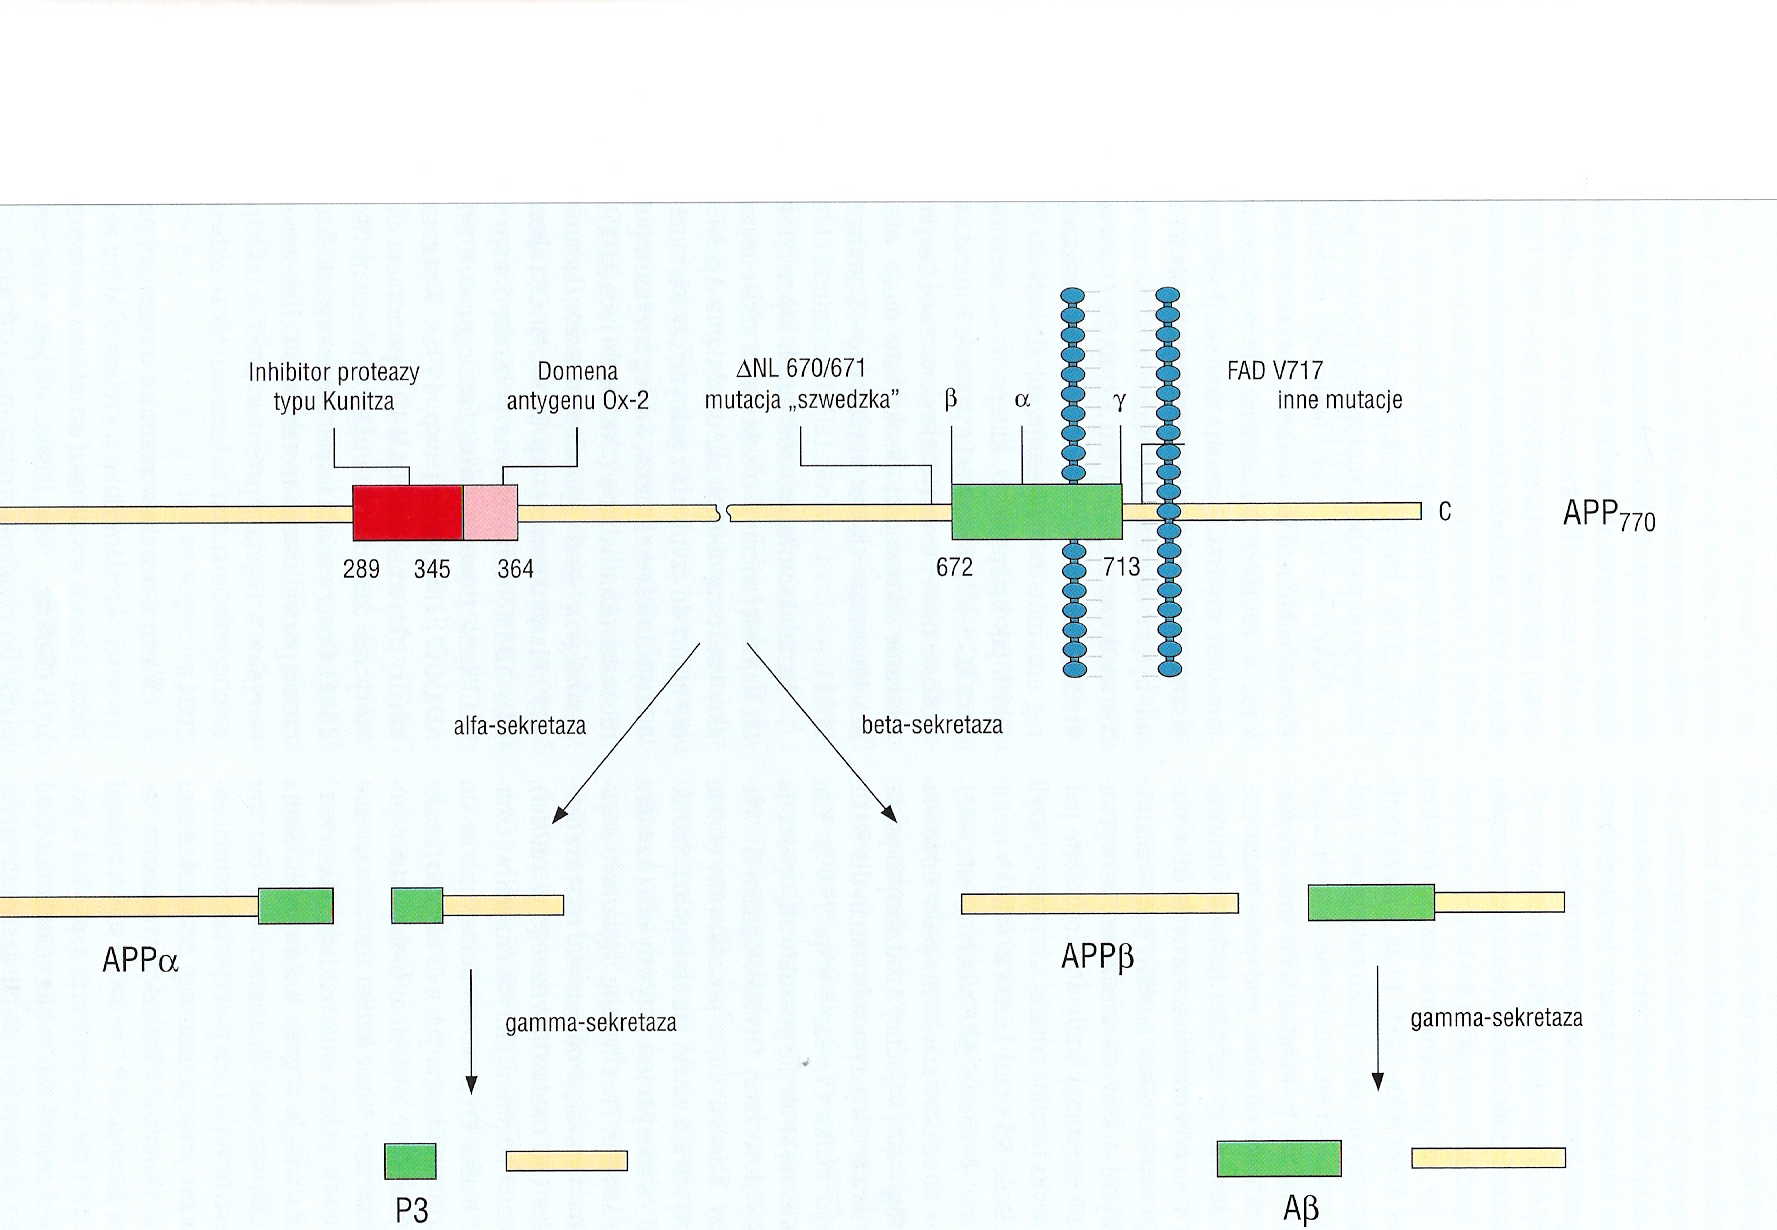 Inhibitor proteazy
typu Kunitza
Domena
antygenu Ox-2
ΔNL 670/671
mutacja „szwedzka”
β
α
γ
FAD V717
inne mutacje
C
APP770
289
345
364
672
713
alfa-sekretaza
beta-sekretaza
APPα
APPβ
gamma-sekretaza
gamma-sekretaza
P3
Aβ